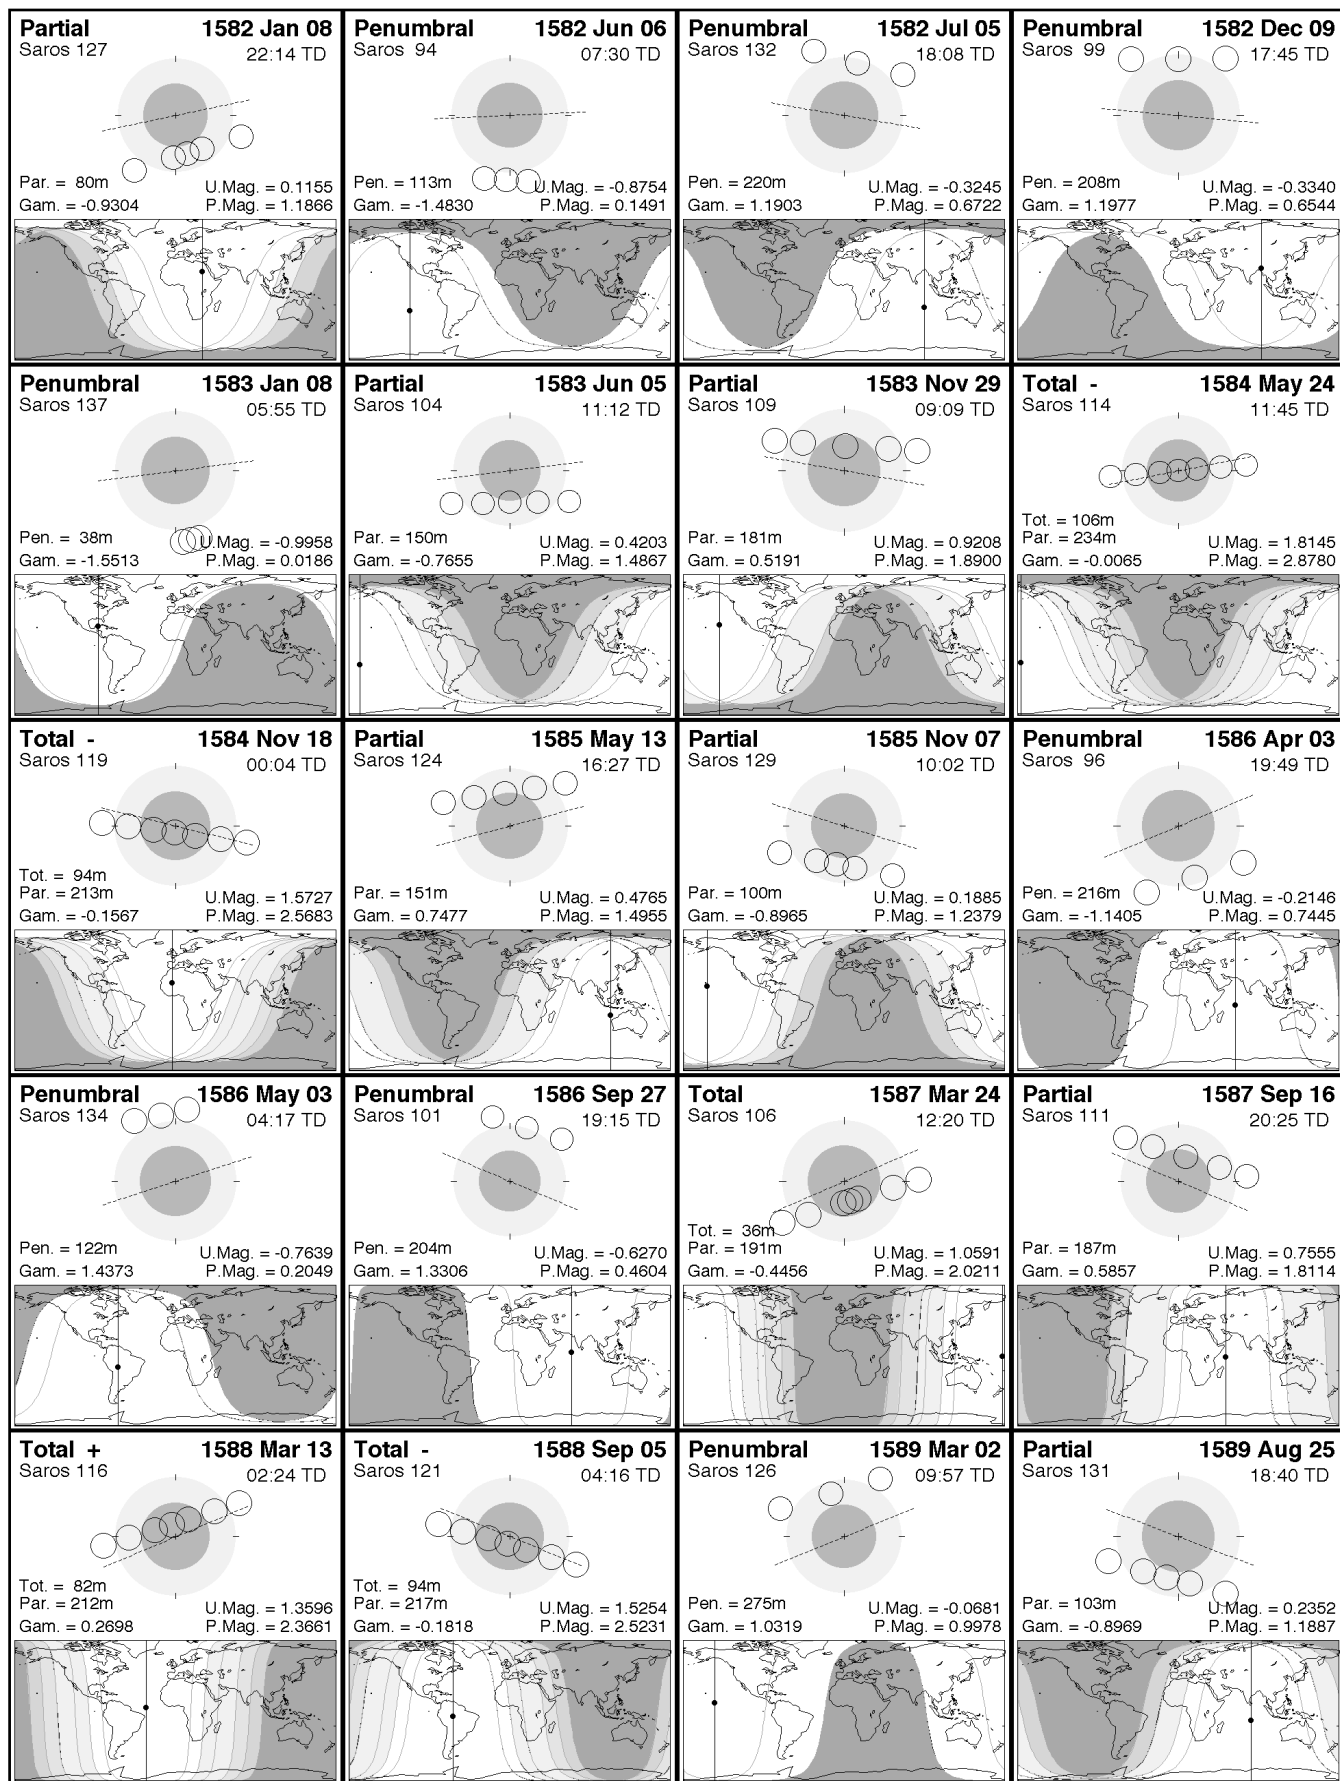 Partial 1582 Jan 08
Saros 127 22:14 TD
Par. = 80m U.Mag. = 0.1155
Gam. = -0.9304 P.Mag. = 1.1866
Penumbral 1582 Jun 06
Saros 94 07:30 TD
Pen. = 113m U.Mag. = -0.8754
Gam. = -1.4830 P.Mag. = 0.1491
Penumbral 1582 Jul 05
Saros 132 18:08 TD
Pen. = 220m U.Mag. = -0.3245
Gam. = 1.1903 P.Mag. = 0.6722
Penumbral 1582 Dec 09
Saros 99 17:45 TD
Pen. = 208m U.Mag. = -0.3340
Gam. = 1.1977 P.Mag. = 0.6544
Penumbral 1583 Jan 08
Saros 137 05:55 TD
Pen. = 38m U.Mag. = -0.9958
Gam. = -1.5513 P.Mag. = 0.0186
Partial 1583 Jun 05
Saros 104 11:12 TD
Par. = 150m U.Mag. = 0.4203
Gam. = -0.7655 P.Mag. = 1.4867
Partial 1583 Nov 29
Saros 109 09:09 TD
Par. = 181m U.Mag. = 0.9208
Gam. = 0.5191 P.Mag. = 1.8900
Total - 1584 May 24
Saros 114 11:45 TD
Tot. = 106m
Par. = 234m U.Mag. = 1.8145
Gam. = -0.0065 P.Mag. = 2.8780
Total - 1584 Nov 18
Saros 119 00:04 TD
Tot. = 94m
Par. = 213m U.Mag. = 1.5727
Gam. = -0.1567 P.Mag. = 2.5683
Partial 1585 May 13
Saros 124 16:27 TD
Par. = 151m U.Mag. = 0.4765
Gam. = 0.7477 P.Mag. = 1.4955
Partial 1585 Nov 07
Saros 129 10:02 TD
Par. = 100m U.Mag. = 0.1885
Gam. = -0.8965 P.Mag. = 1.2379
Penumbral 1586 Apr 03
Saros 96 19:49 TD
Pen. = 216m U.Mag. = -0.2146
Gam. = -1.1405 P.Mag. = 0.7445
Penumbral 1586 May 03
Saros 134 04:17 TD
Pen. = 122m U.Mag. = -0.7639
Gam. = 1.4373 P.Mag. = 0.2049
Penumbral 1586 Sep 27
Saros 101 19:15 TD
Pen. = 204m U.Mag. = -0.6270
Gam. = 1.3306 P.Mag. = 0.4604
Total 1587 Mar 24
Saros 106 12:20 TD
Tot. = 36m
Par. = 191m U.Mag. = 1.0591
Gam. = -0.4456 P.Mag. = 2.0211
Partial 1587 Sep 16
Saros 111 20:25 TD
Par. = 187m U.Mag. = 0.7555
Gam. = 0.5857 P.Mag. = 1.8114
Total + 1588 Mar 13
Saros 116 02:24 TD
Tot. = 82m
Par. = 212m U.Mag. = 1.3596
Gam. = 0.2698 P.Mag. = 2.3661
Total - 1588 Sep 05
Saros 121 04:16 TD
Tot. = 94m
Par. = 217m U.Mag. = 1.5254
Gam. = -0.1818 P.Mag. = 2.5231
Penumbral 1589 Mar 02
Saros 126 09:57 TD
Pen. = 275m U.Mag. = -0.0681
Gam. = 1.0319 P.Mag. = 0.9978
Partial 1589 Aug 25
Saros 131 18:40 TD
Par. = 103m U.Mag. = 0.2352
Gam. = -0.8969 P.Mag. = 1.1887